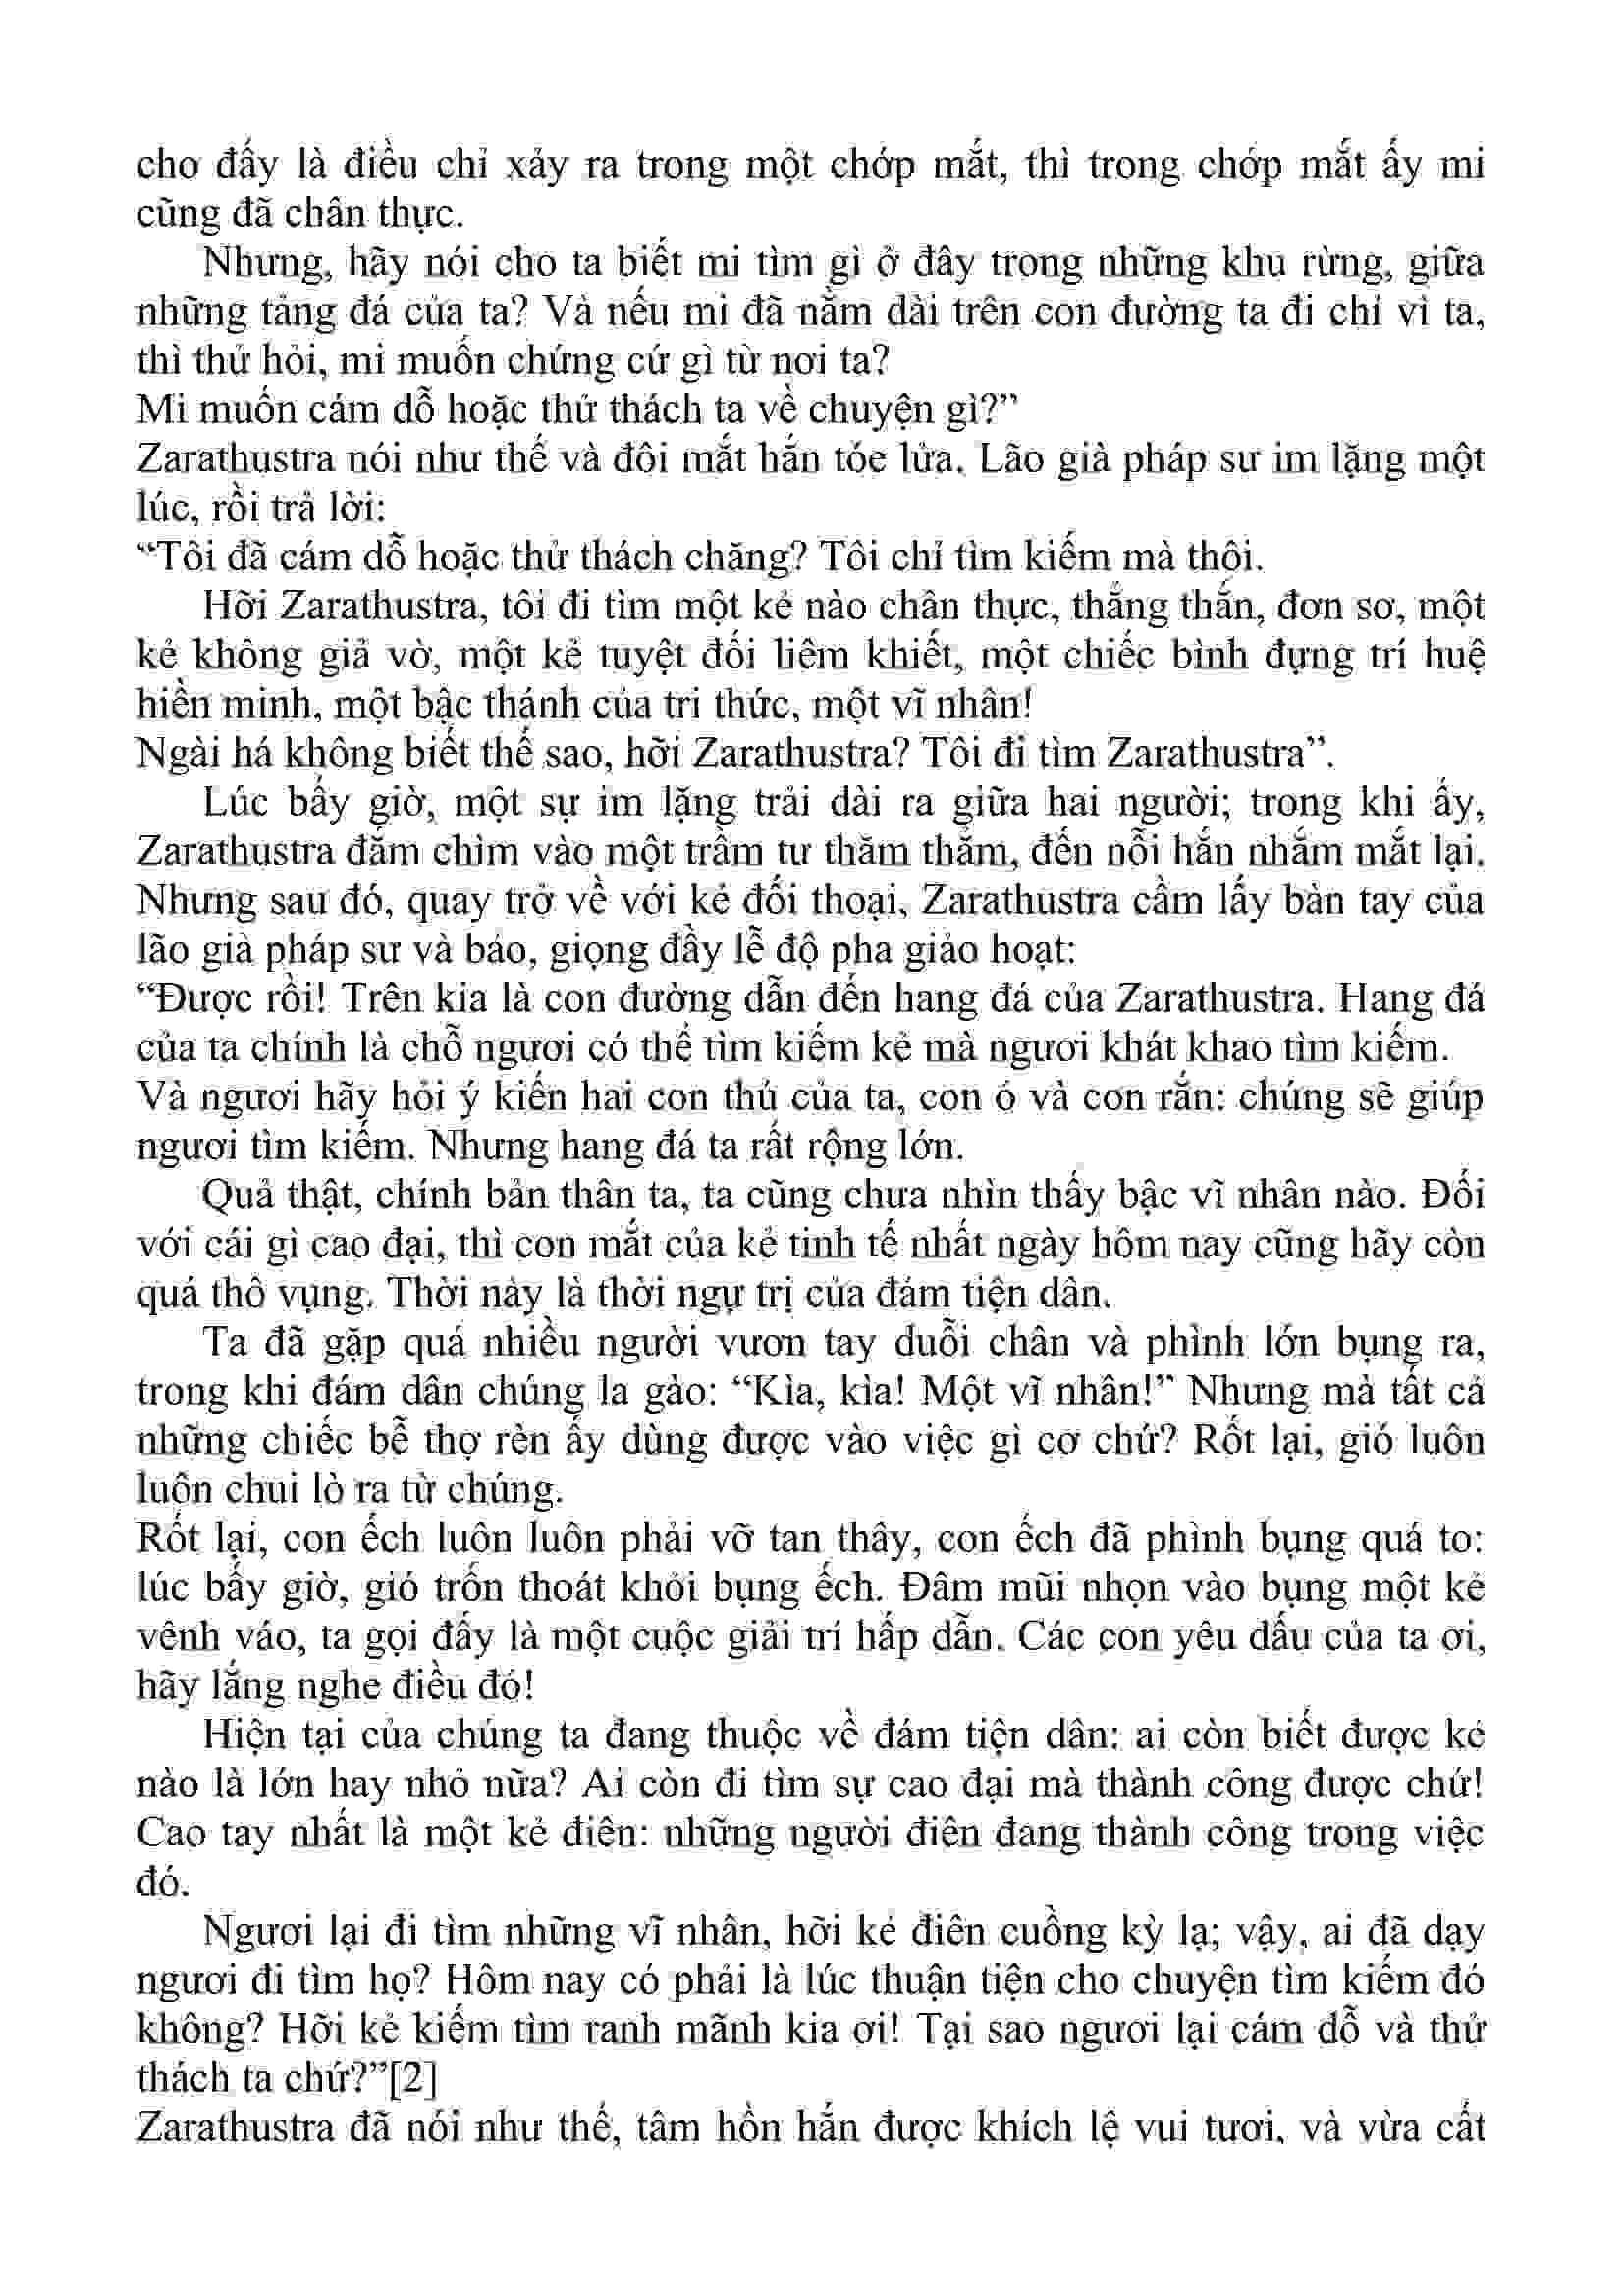 cho đấy là điều chỉ xảy ra trong một chớp mắt, thì trong chớp mắt ấy mi
cũng đã chân thực.
Nhưng, hãy nói cho ta biết mi tìm gì ở đây trong những khu rừng, giữa
những tảng đá của ta? Và nếu mi đã nằm dài trên con đường ta đi chỉ vì ta,
thì thử hỏi, mi muốn chứng cứ gì từ nơi ta?
Mi muốn cám dỗ hoặc thử thách ta về chuyện gì?”
Zarathustra nói như thế và đôi mắt hắn tóe lửa. Lão già pháp sư im lặng một
lúc, rồi trả lời:
“Tôi đã cám dỗ hoặc thử thách chăng? Tôi chỉ tìm kiếm mà thôi.
Hỡi Zarathustra, tôi đi tìm một kẻ nào chân thực, thẳng thắn, đơn sơ, một
kẻ không giả vờ, một kẻ tuyệt đối liêm khiết, một chiếc bình đựng trí huệ
hiền minh, một bậc thánh của tri thức, một vĩ nhân!
Ngài há không biết thế sao, hỡi Zarathustra? Tôi đi tìm Zarathustra”.
Lúc bấy giờ, một sự im lặng trải dài ra giữa hai người; trong khi ấy,
Zarathustra đắm chìm vào một trầm tư thăm thẳm, đến nỗi hắn nhắm mắt lại.
Nhưng sau đó, quay trở về với kẻ đối thoại, Zarathustra cầm lấy bàn tay của
lão già pháp sư và bảo, giọng đầy lễ độ pha giảo hoạt:
“Được rồi! Trên kia là con đường dẫn đến hang đá của Zarathustra. Hang đá
của ta chính là chỗ ngươi có thể tìm kiếm kẻ mà ngươi khát khao tìm kiếm.
Và ngươi hãy hỏi ý kiến hai con thú của ta, con ó và con rắn: chúng sẽ giúp
ngươi tìm kiếm. Nhưng hang đá ta rất rộng lớn.
Quả thật, chính bản thân ta, ta cũng chưa nhìn thấy bậc vĩ nhân nào. Đối
với cái gì cao đại, thì con mắt của kẻ tinh tế nhất ngày hôm nay cũng hãy còn
quá thô vụng. Thời này là thời ngự trị của đám tiện dân.
Ta đã gặp quá nhiều người vươn tay duỗi chân và phình lớn bụng ra,
trong khi đám dân chúng la gào: “Kìa, kìa! Một vĩ nhân!” Nhưng mà tất cả
những chiếc bễ thợ rèn ấy dùng được vào việc gì cơ chứ? Rốt lại, gió luôn
luôn chui lò ra từ chúng.
Rốt lại, con ếch luôn luôn phải vỡ tan thây, con ếch đã phình bụng quá to:
lúc bấy giờ, gió trốn thoát khỏi bụng ếch. Đâm mũi nhọn vào bụng một kẻ
vênh váo, ta gọi đấy là một cuộc giải trí hấp dẫn. Các con yêu dấu của ta ơi,
hãy lắng nghe điều đó!
Hiện tại của chúng ta đang thuộc về đám tiện dân: ai còn biết được kẻ
nào là lớn hay nhỏ nữa? Ai còn đi tìm sự cao đại mà thành công được chứ!
Cao tay nhất là một kẻ điên: những người điên đang thành công trong việc
đó.
Ngươi lại đi tìm những vĩ nhân, hỡi kẻ điên cuồng kỳ lạ; vậy, ai đã dạy
ngươi đi tìm họ? Hôm nay có phải là lúc thuận tiện cho chuyện tìm kiếm đó
không? Hỡi kẻ kiếm tìm ranh mãnh kia ơi! Tại sao ngươi lại cám dỗ và thử
thách ta chứ?”[2]
Zarathustra đã nói như thế, tâm hồn hắn được khích lệ vui tươi, và vừa cất